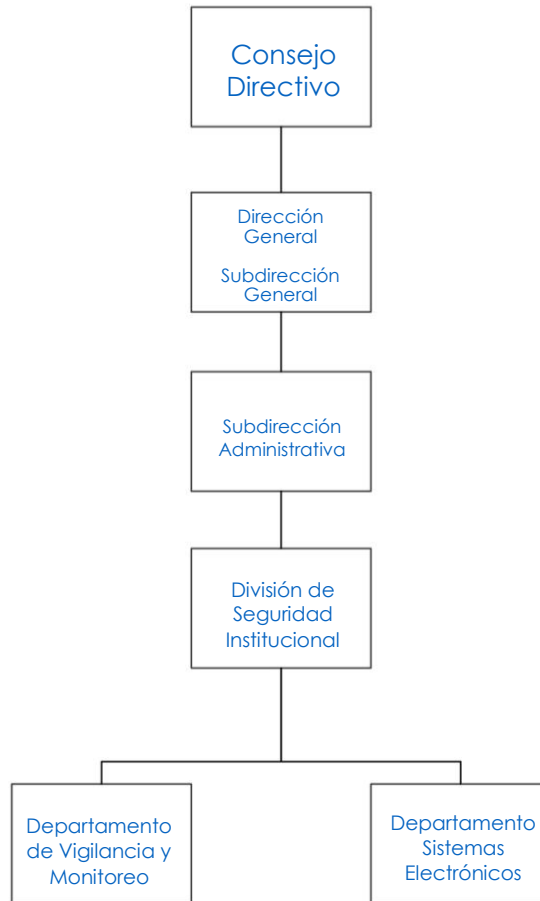 Consejo
Directivo
Dirección
General
Subdirección
General
Subdirección
Administrativa
División de
Seguridad
Institucional
Departamento
de Vigilancia y
Monitoreo
Departamento
Sistemas
Electrónicos